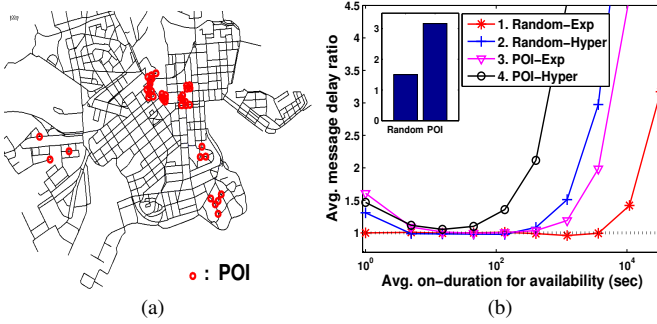 : POI
(a)
Avg. message delay ratio
4.5
4
3.5
3
2.5
2
1.5
1
3
2
1
0
Random POI
1. Random−Exp
2. Random−Hyper
3. POI−Exp
4. POI−Hyper
10^0
10^2
10^4
Avg. on−duration for availability (sec)
(b)